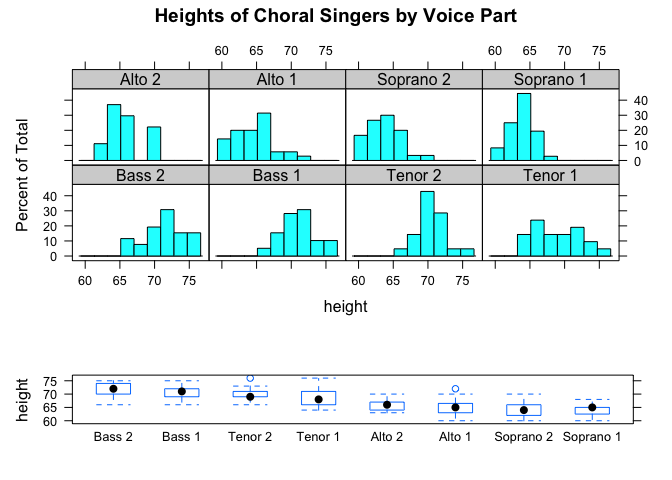 Heights of Choral Singers by Voice Part
60 65 70 75 60 65 70 75
Alto 2 Alto 1 Soprano 2 Soprano 1
40
30
20
10
0
Percent of Total
Bass 2 Bass 1 Tenor 2 Tenor 1
40
30
20
10
0
60 65 70 75 60 65 70 75
height
height
75
70
65
60
Bass 2 Bass 1 Tenor 2 Tenor 1 Alto 2 Alto 1 Soprano 2 Soprano 1